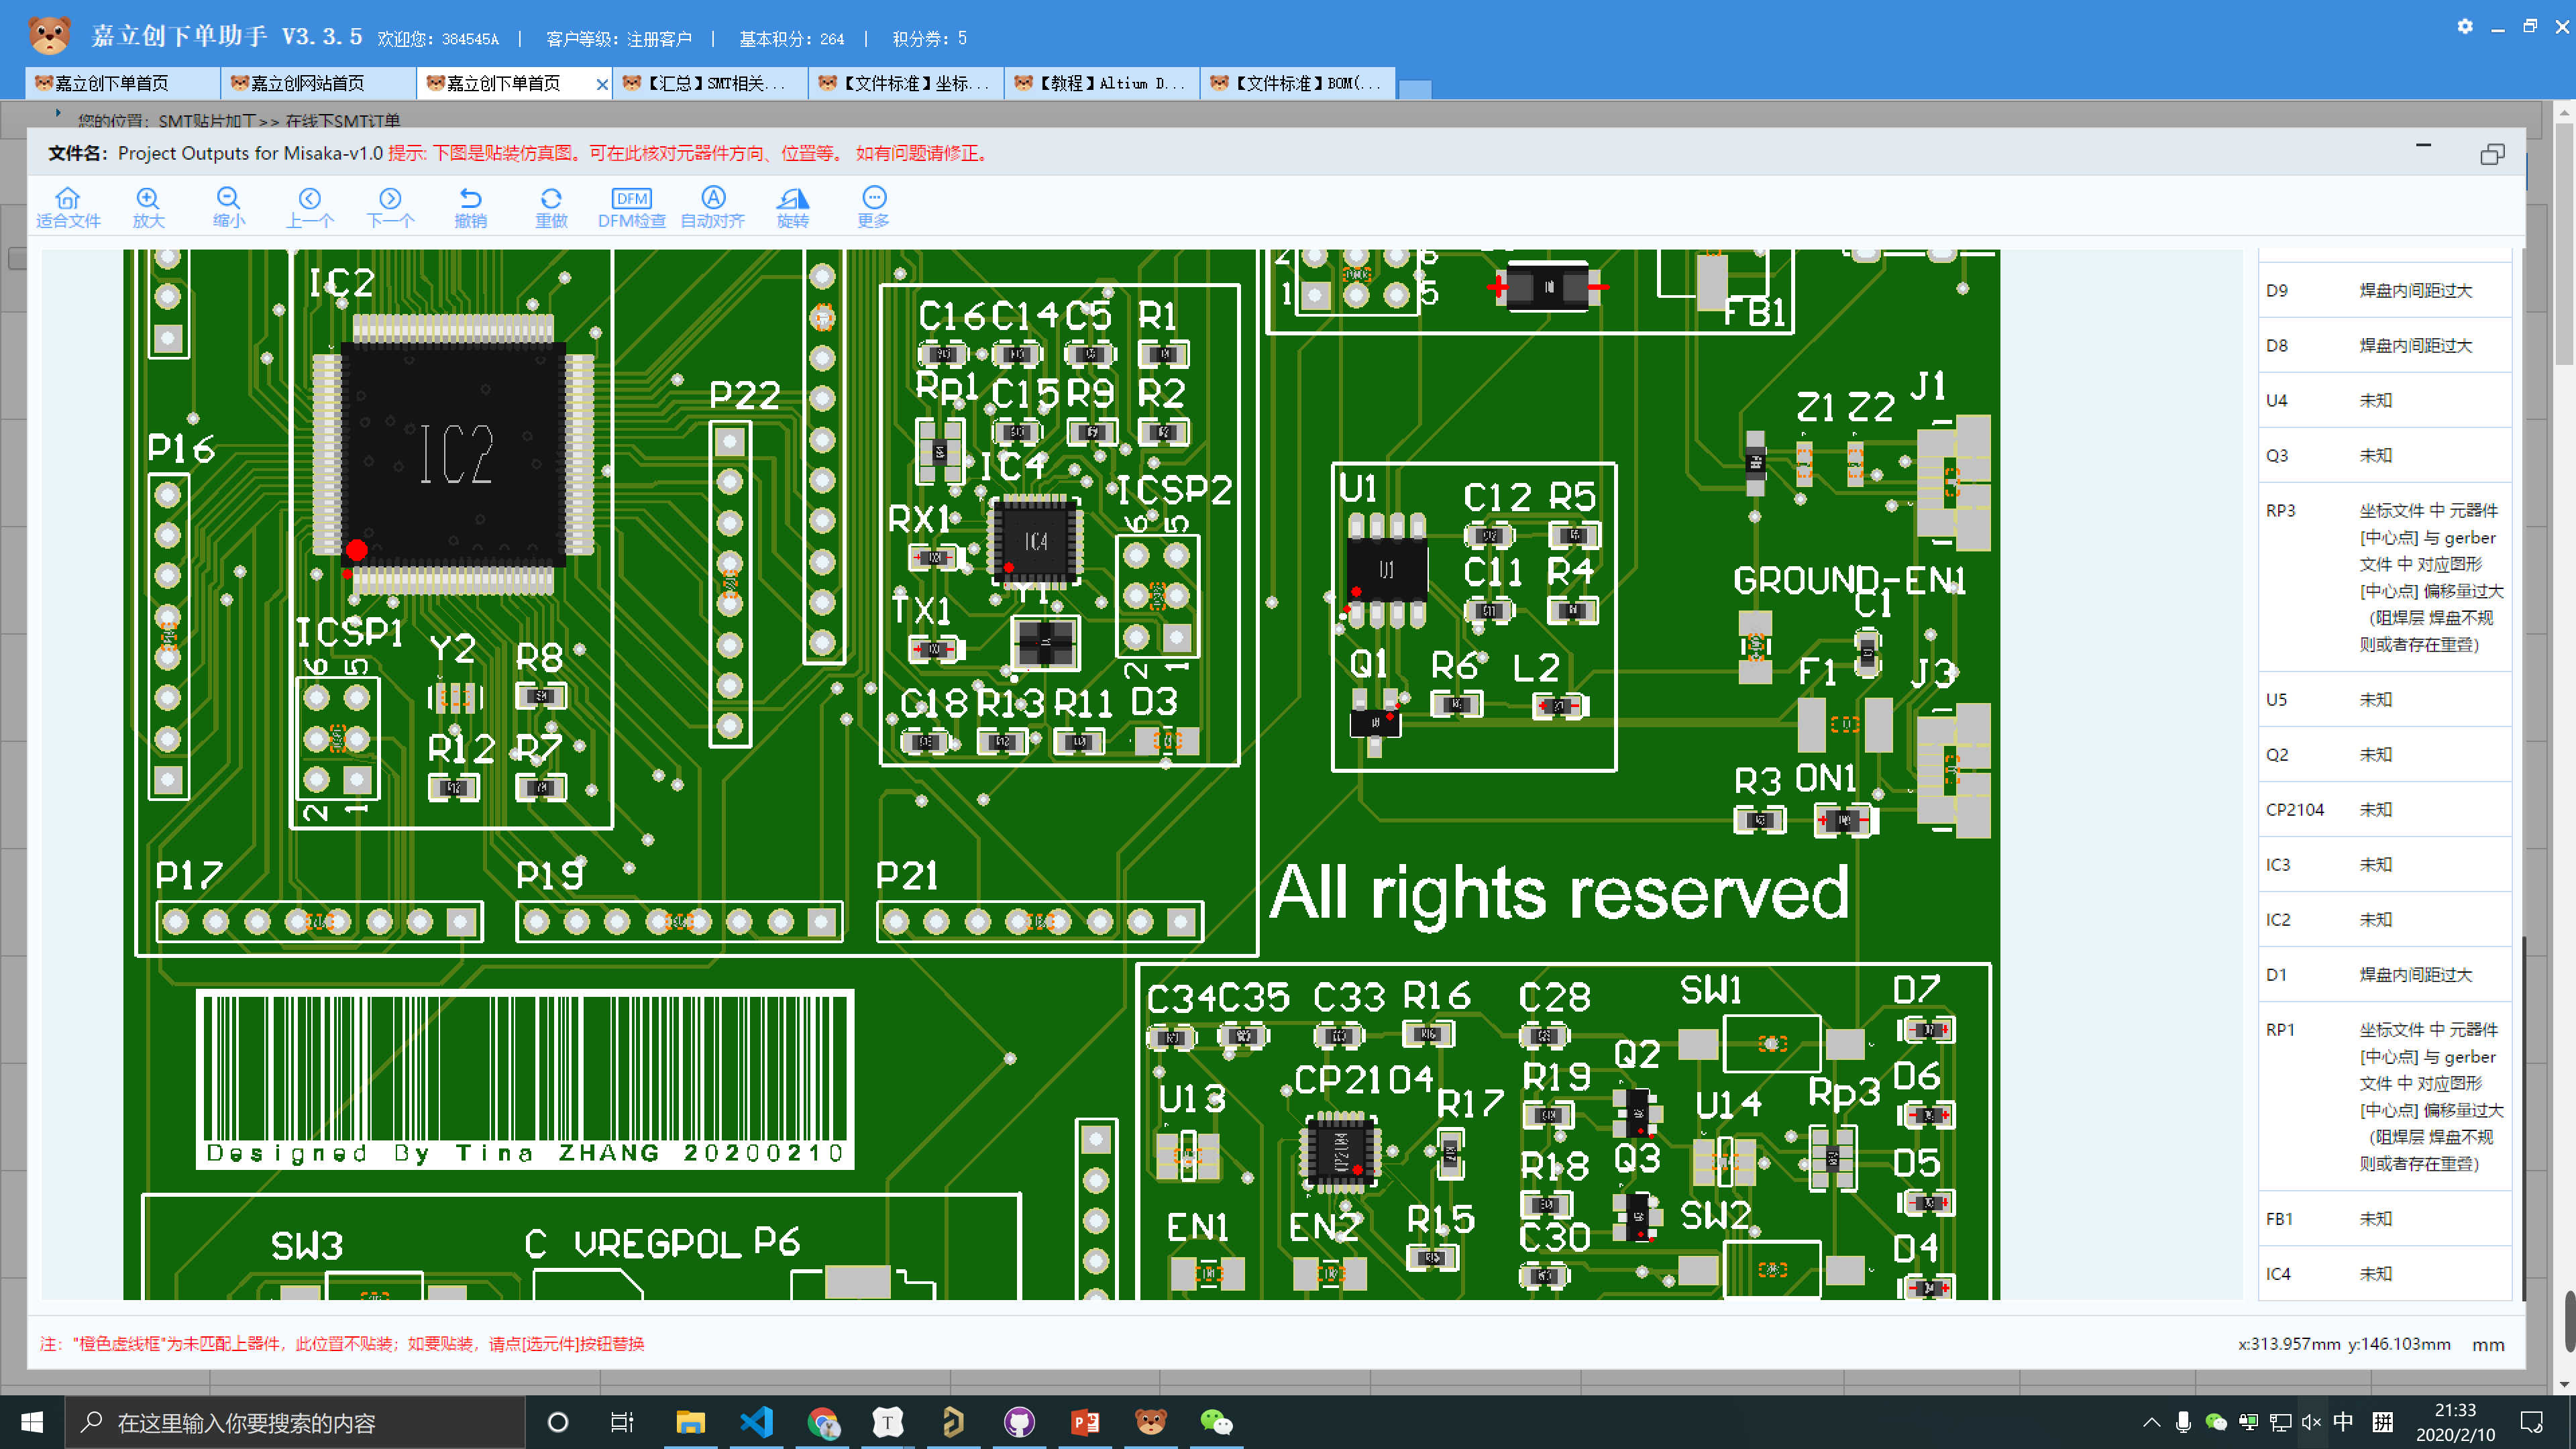 嘉立创下单助手 V3.3.5 欢迎您: 384545A | 客户等级: 注册客户 | 基本积分: 264 | 积分券: 5
嘉立创下单首页 嘉立创网站首页 嘉立创下单首页 【汇总】SMT相关... 【文件标准】坐标... 【教程】Altium D... 【文件标准】BOM(...
您的位置: SMT贴片加工>> 在线下SMT订单
文件名: Project Outputs for Misaka-v1.0 提示: 下图是贴装仿真图。可在此核对元器件方向、位置等。 如有问题请修正。
DFM A
适合文件 放大 缩小 上一个 下一个 撤销 重做 DFM检查 自动对齐 旋转 更多
IC2
IC2
P16
P22
C16 C14 C5 R1
Rp1 C15 R9 R2
IC4
IC4
ICSP2
6 5
2 1
RX1
TX1
Y1
C18 R13 R11 D3
ICSP1
6 5
2 1
Y2
R8
R12 R7
P17 P19 P21
2 6
1 5
FB1
U1
U1
C12 R5
C11 R4
Q1 R6 L2
Z1 Z2 J1
GROUND-EN1
C1
F1 J3
R3 ON1
All rights reserved
Designed By Tina ZHANG 20200210
SW3 C VREGPOL P6
C34 C35 C33 R16 C28 SW1 D7
CP2104 R19 Q2 D6
U13 R17 U14 Rp3
R18 Q3 D5
EN1 EN2 R15 C30 SW2 D4
D9 焊盘内间距过大
D8 焊盘内间距过大
U4 未知
Q3 未知
RP3 坐标文件 中 元器件
[中心点] 与 gerber
文件 中 对应图形
[中心点] 偏移量过大
（阻焊层 焊盘不规
则或者存在重叠)
U5 未知
Q2 未知
CP2104 未知
IC3 未知
IC2 未知
D1 焊盘内间距过大
RP1 坐标文件 中 元器件
[中心点] 与 gerber
文件 中 对应图形
[中心点] 偏移量过大
（阻焊层 焊盘不规
则或者存在重叠)
FB1 未知
IC4 未知
注: "橙色虚线框"为未匹配上器件，此位置不贴装；如要贴装，请点[选元件]按钮替换
x:313.957mm y:146.103mm mm
在这里输入你要搜索的内容
中 拼
21:33
2020/2/10